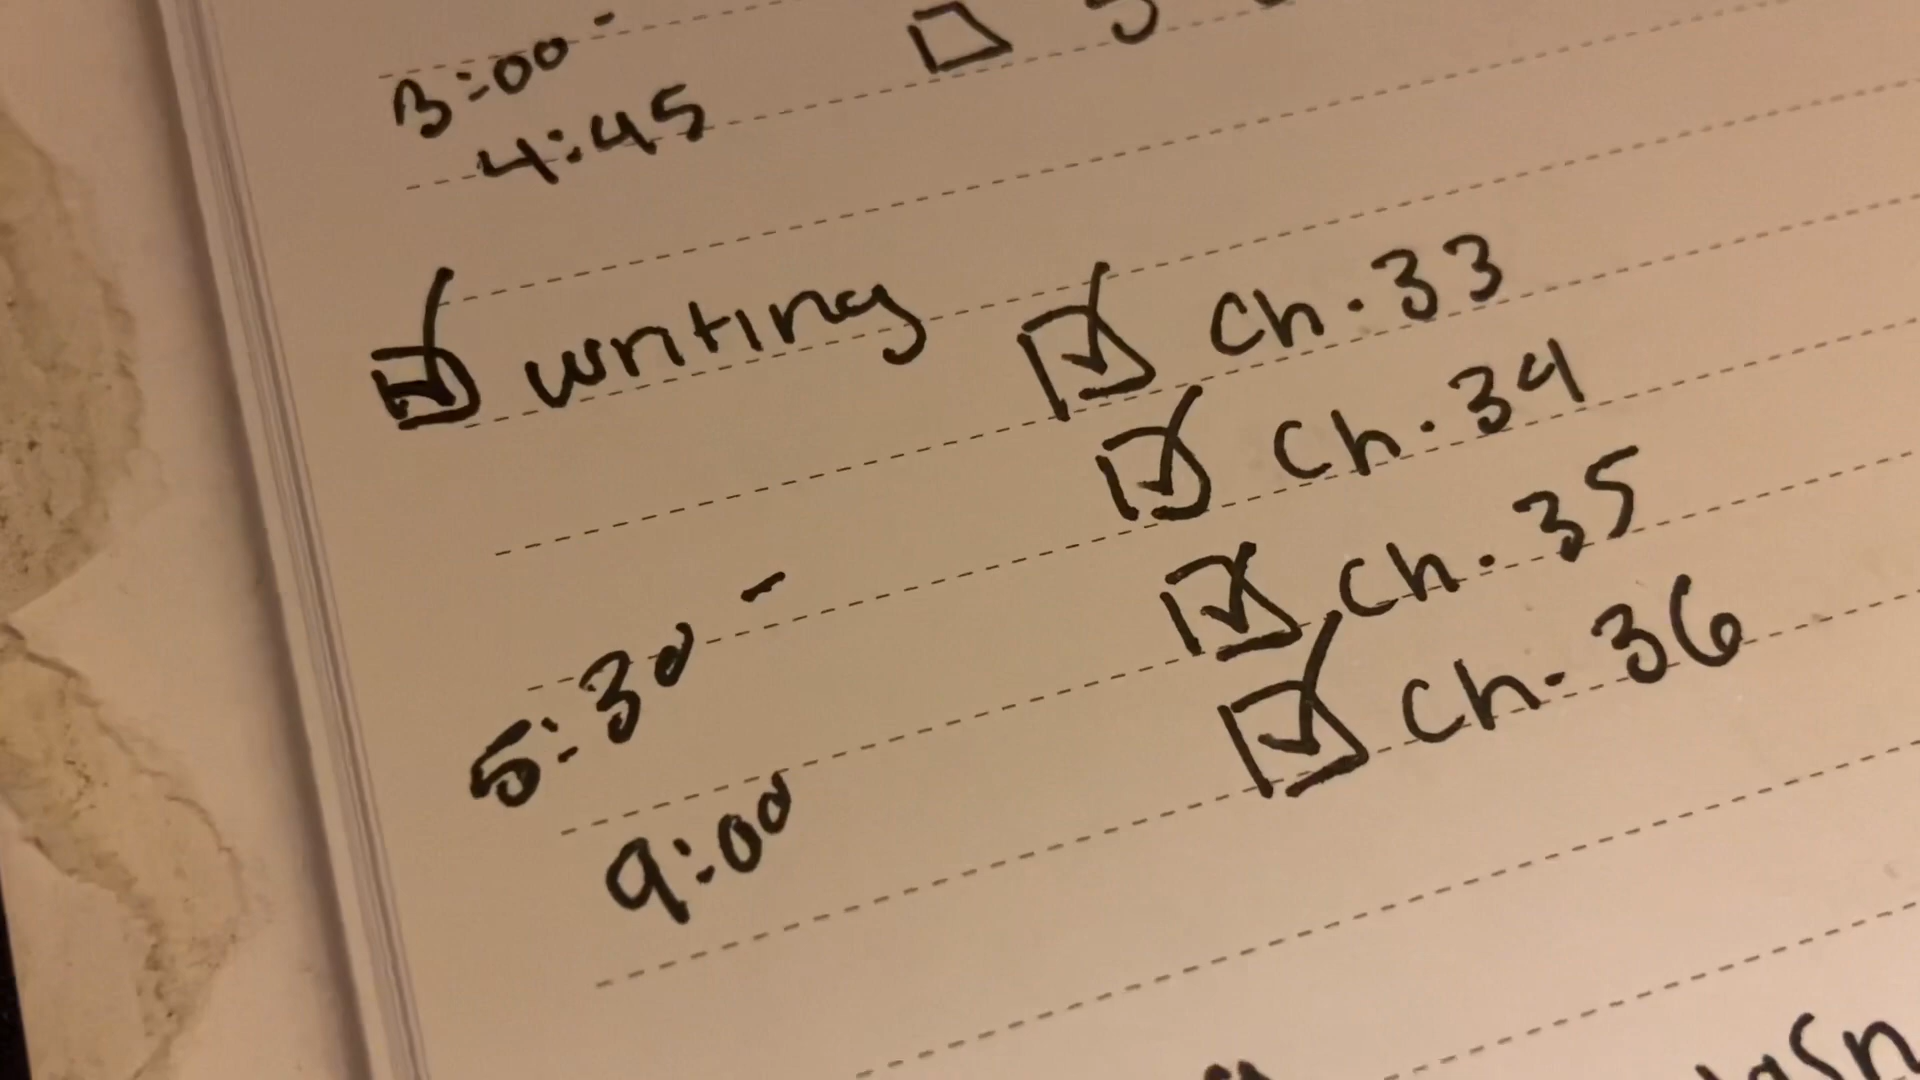 3:00 -
4:45
writing
Ch. 33
Ch. 34
Ch. 35
Ch. 36
5:30 -
9:00